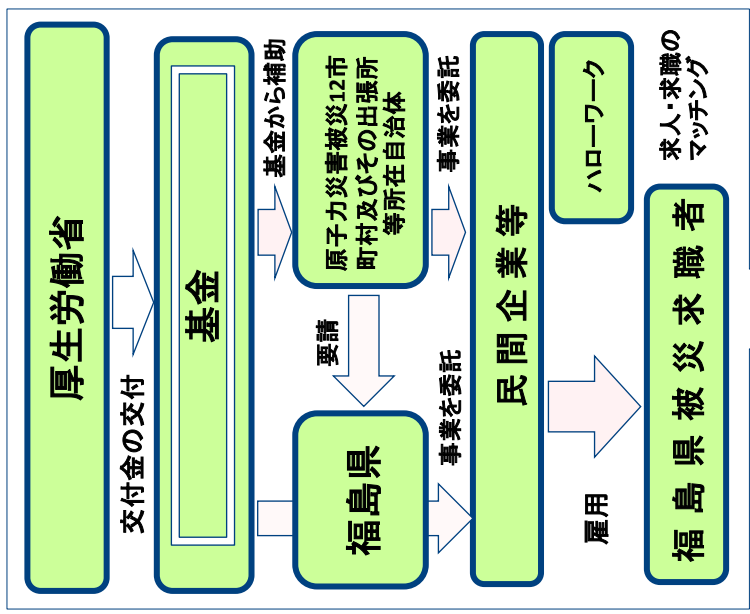 厚生労働省
交付金の交付
基金
基金から補助
原子力災害被災12市
町村及びその出張所
等所在自治体
要請
福島県
事業を委託
事業を委託
民間企業等
ハローワーク
求人・求職の
マッチング
雇用
福島県被災求職者